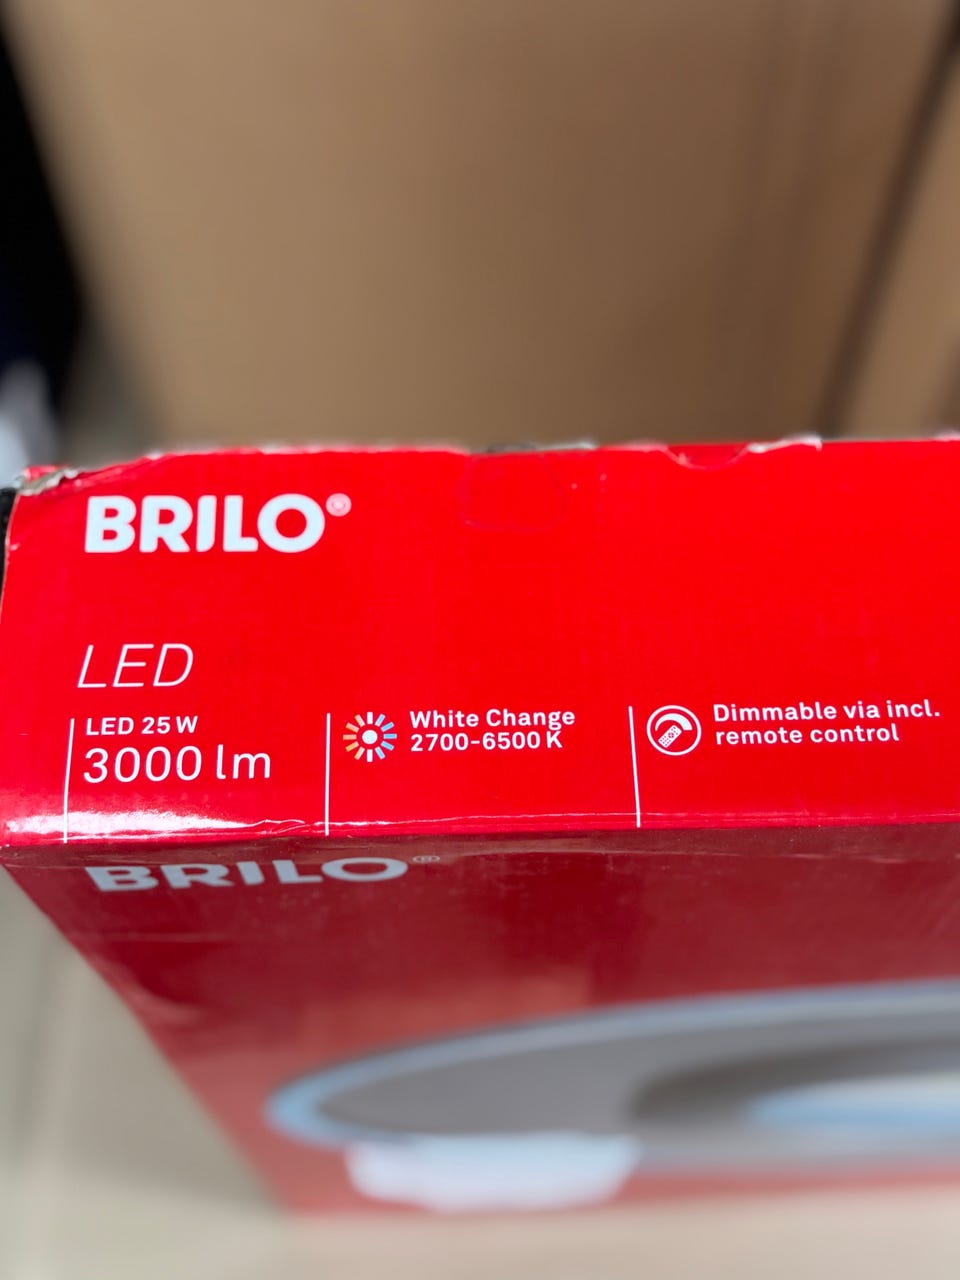 BRILO®
LED
LED 25 W
3000 lm
White Change
2700-6500 K
Dimmable via incl.
remote control
BRILO®